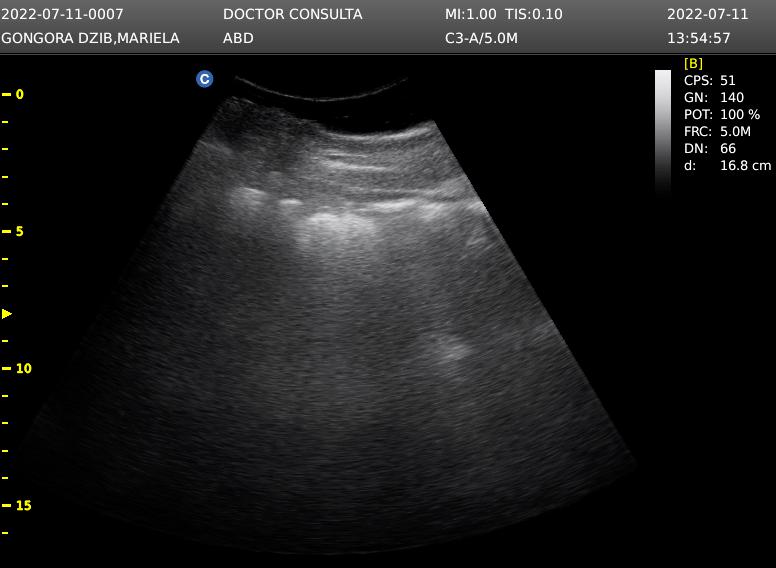 2022-07-11-0007 DOCTOR CONSULTA MI:1.00 TIS:0.10 2022-07-11
GONGORA DZIB,MARIELA ABD C3-A/5.0M 13:54:57
C
[B]
CPS: 51
GN: 140
POT: 100 %
FRC: 5.0M
DN: 66
d: 16.8 cm
0
5
10
15